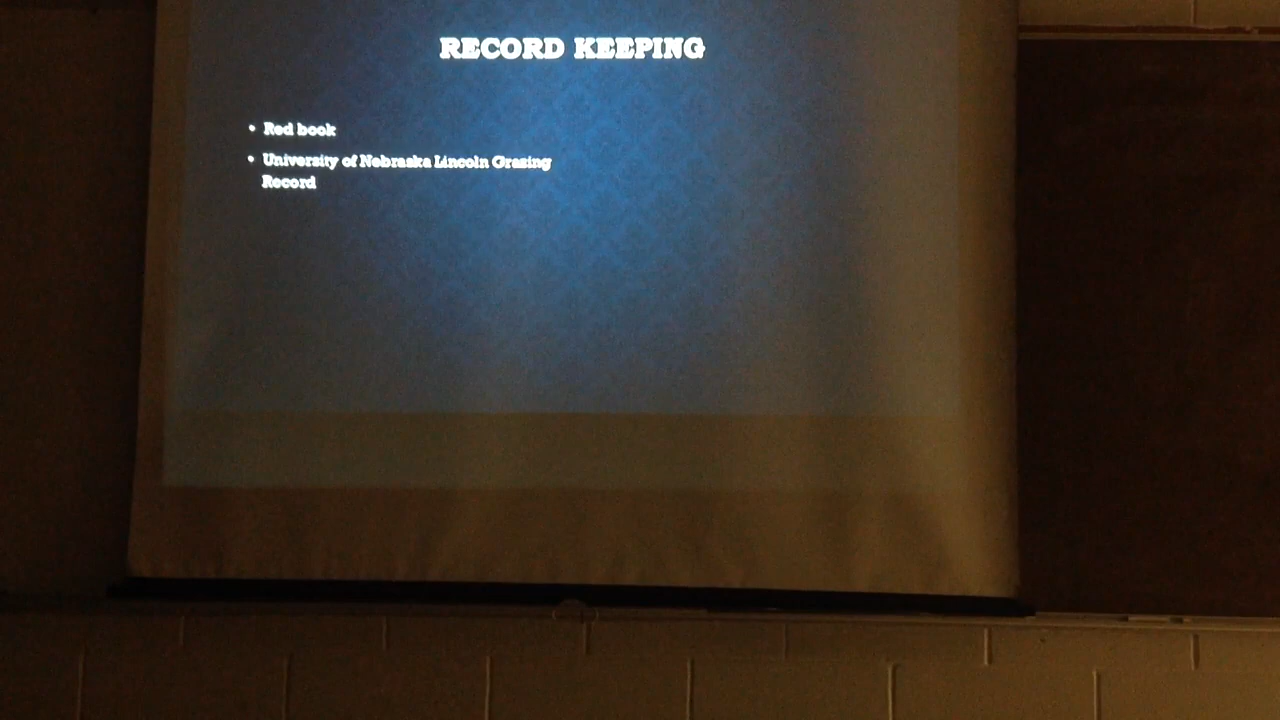 RECORD KEEPING
• Red book
• University of Nebraska Lincoln Grazing
Record